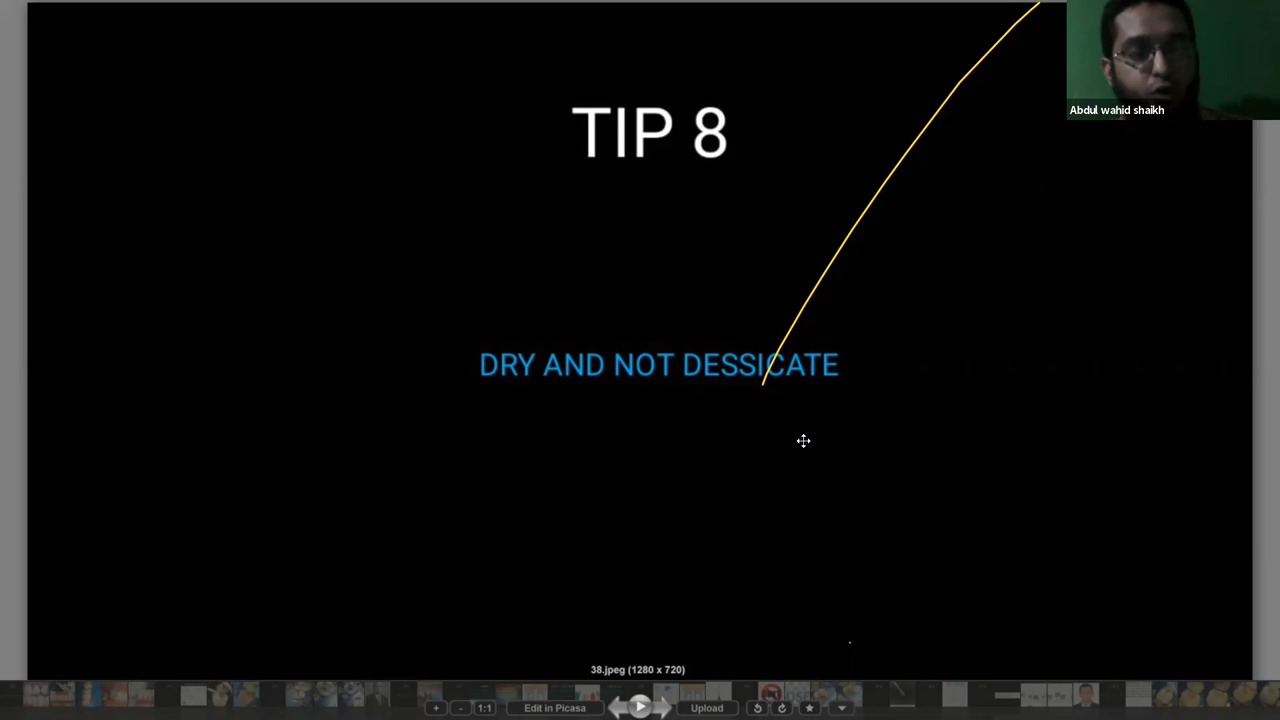 TIP 8
Abdul wahid shaikh
DRY AND NOT DESSICATE
38.jpeg (1280 x 720)
+ - 1:1 Edit in Picasa Upload